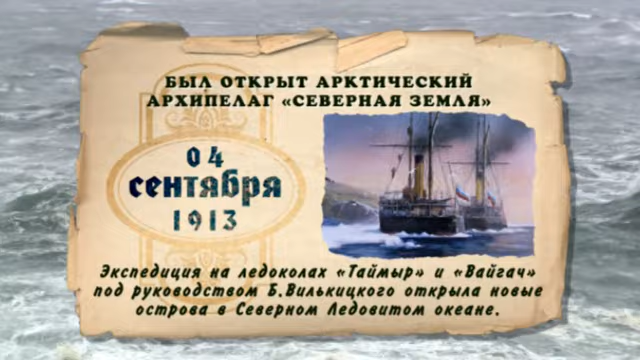 БЫЛ ОТКРЫТ АРКТИЧЕСКИЙ
АРХИПЕЛАГ «СЕВЕРНАЯ ЗЕМЛЯ»
04
сентября
1913
Экспедиция на ледоколах «Таймыр» и «Вайгач»
под руководством Б.Вилькицкого открыла новые
острова в Северном Ледовитом океане.